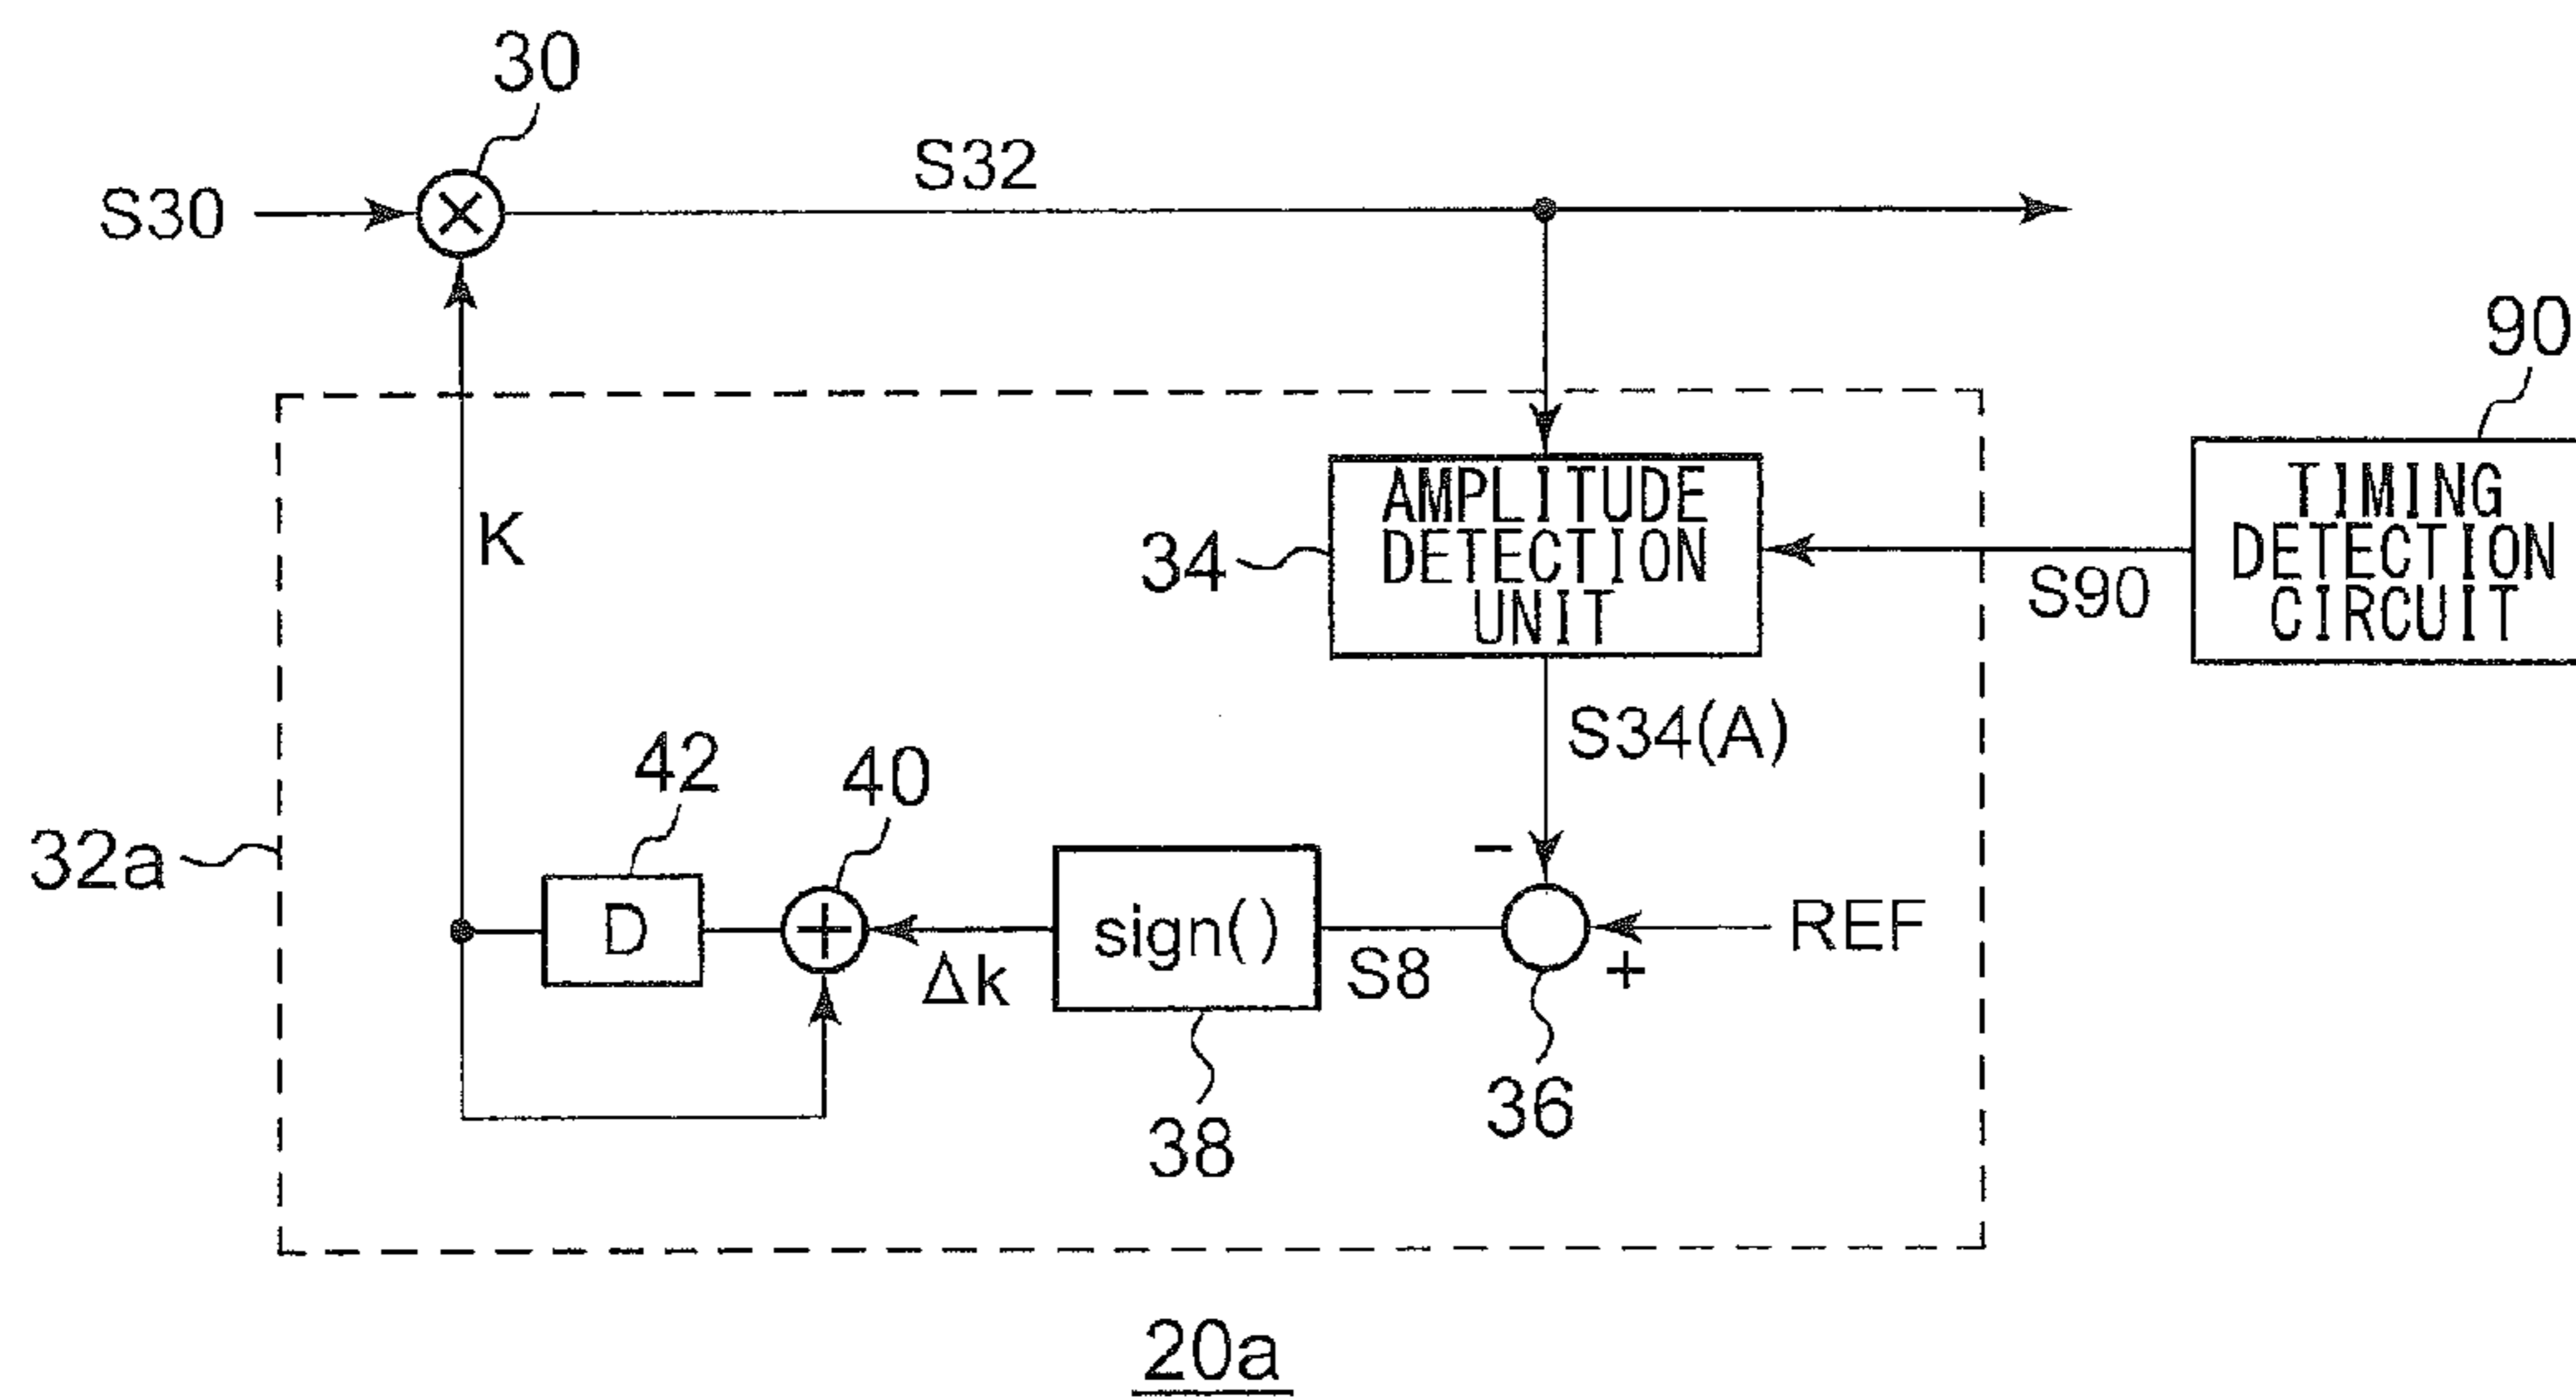 30
S30
S32
90
K
34
AMPLITUDE
DETECTION
UNIT
S90
TIMING
DETECTION
CIRCUIT
S34(A)
42
40
32a
D
+
Δk
sign()
S8
−
+
REF
38
36
20a